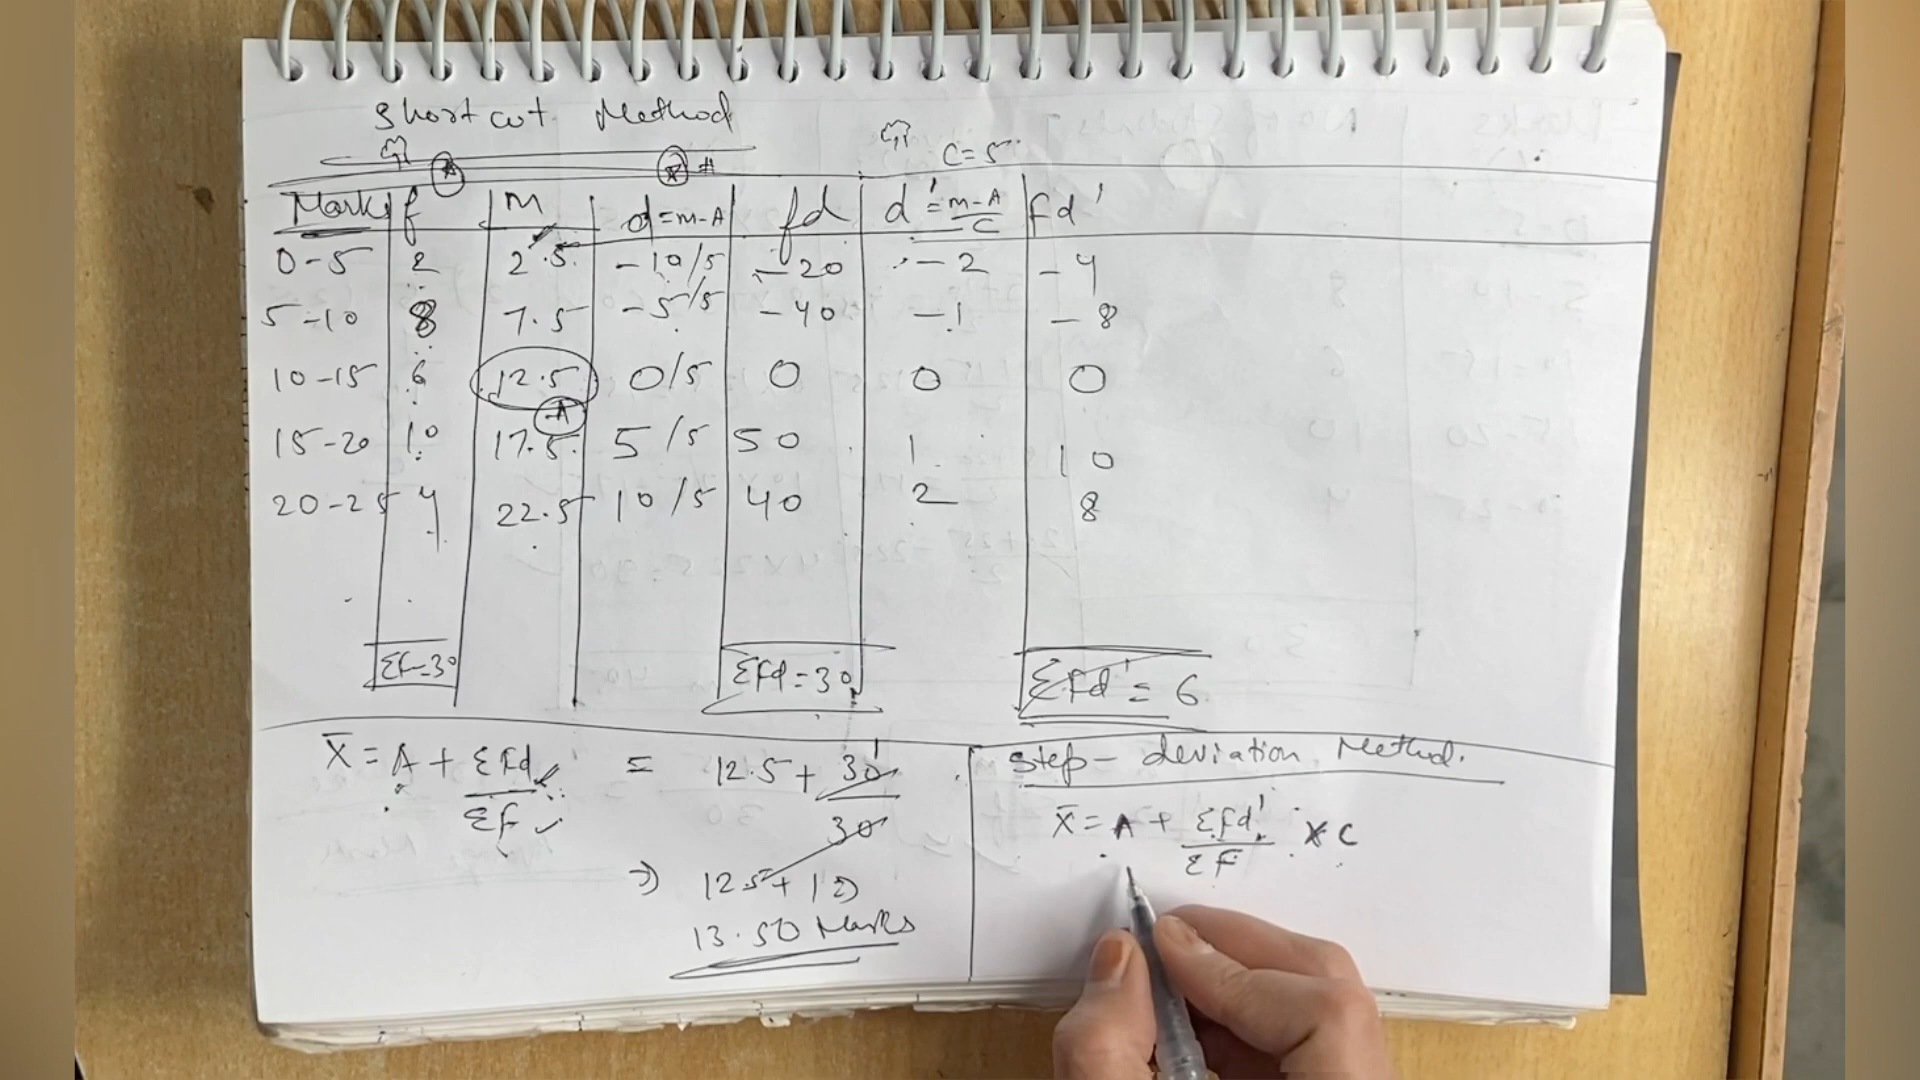 Shortcut Method
C = 5
Marks f M d = m-A fd d' = m-A/C fd'
0-5 2 2.5 -10/5 -20 -2 -4
5-10 8 7.5 -5/5 -40 -1 -8
10-15 6 12.5 0/5 0 0 0
A
15-20 10 17.5 5/5 50 1 10
20-25 4 22.5 10/5 40 2 8
Σf=30 Σfd=30 Σfd'=6
X̄ = A + Σfd/Σf = 12.5 + 30/30
1
⇒ 12.5 + 1
13.50 Marks
Step-deviation Method.
X̄ = A + Σfd'/Σf × C